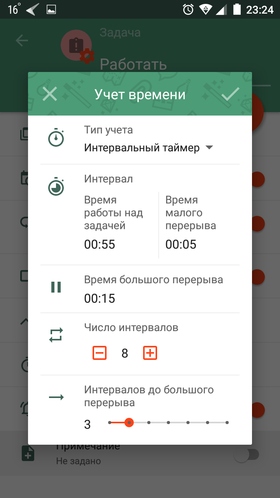 16°
23:24
Задача
Работать
Учет времени
Тип учета
Интервальный таймер
Интервал
Время
работы над
задачей
00:55
Время
малого
перерыва
00:05
Время большого перерыва
00:15
Число интервалов
8
Интервалов до большого
перерыва
3
Примечание
Не задано